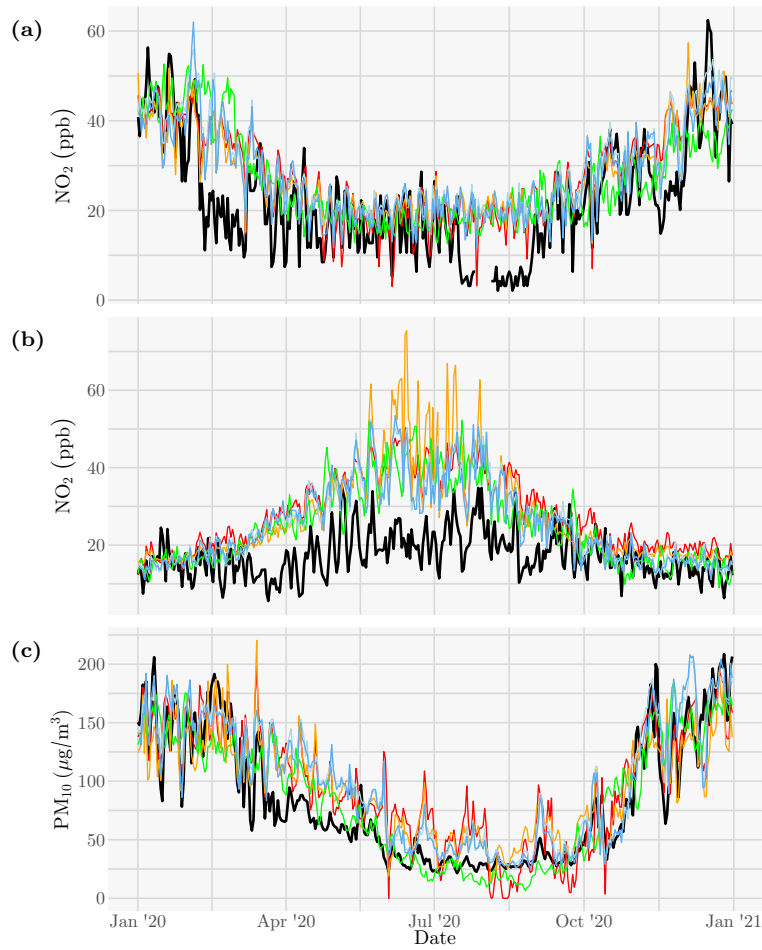 (a)
60
40
20
0
NO₂ (ppb)
(b)
60
40
20
NO₂ (ppb)
(c)
200
150
100
50
0
PM₁₀ (μg/m³)
Jan '20 Apr '20 Jul '20 Oct '20 Jan '21
Date